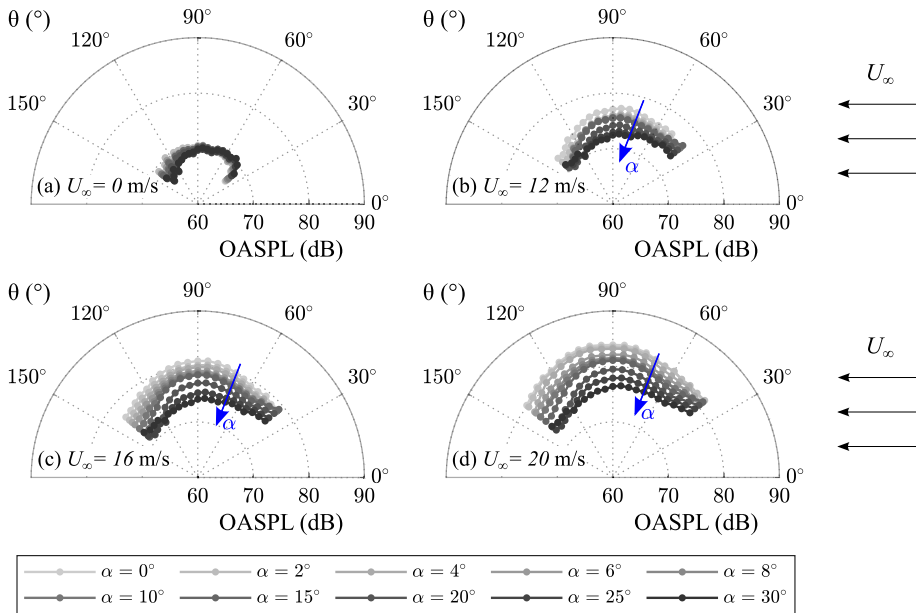 θ (°)
90°
120°
60°
150°
30°
(a) U∞ = 0 m/s
0°
60 70 80 90
OASPL (dB)
θ (°)
90°
120°
60°
150°
30°
α
(b) U∞ = 12 m/s
0°
60 70 80 90
OASPL (dB)
U∞
θ (°)
90°
120°
60°
150°
30°
α
(c) U∞ = 16 m/s
0°
60 70 80 90
OASPL (dB)
θ (°)
90°
120°
60°
150°
30°
α
(d) U∞ = 20 m/s
0°
60 70 80 90
OASPL (dB)
U∞
α = 0° α = 2° α = 4° α = 6° α = 8°
α = 10° α = 15° α = 20° α = 25° α = 30°